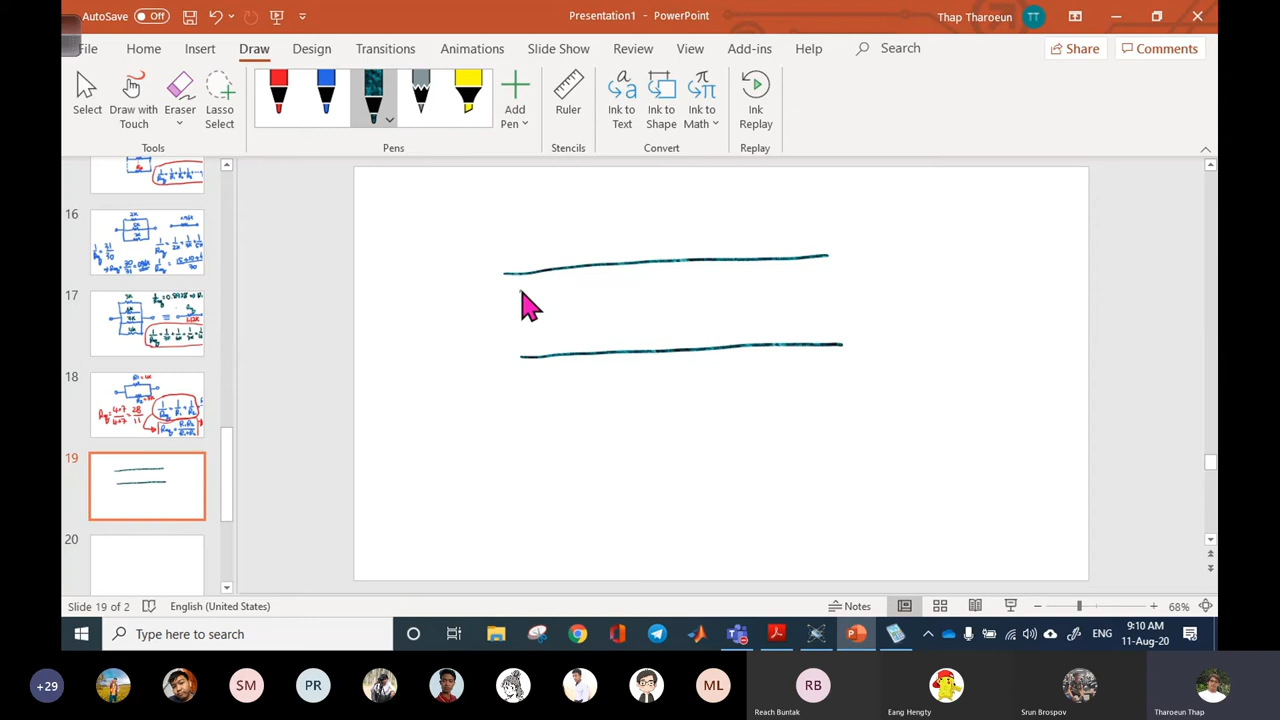 AutoSave Off
Presentation1 - PowerPoint
Thap Tharoeun TT
File Home Insert Draw Design Transitions Animations Slide Show Review View Add-ins Help Search Share Comments
Select
Draw with Touch
Eraser
Lasso Select
Add Pen
Ruler
Ink to Text
Ink to Shape
Ink to Math
Ink Replay
Tools
Pens
Stencils
Convert
Replay
16
17
18
19
20
Slide 19 of 2 English (United States) Notes 68%
Type here to search
ENG
9:10 AM
11-Aug-20
+29
SM
PR
ML
RB
Reach Buntak
Eang Hengty
Srun Brospov
Tharoeun Thap